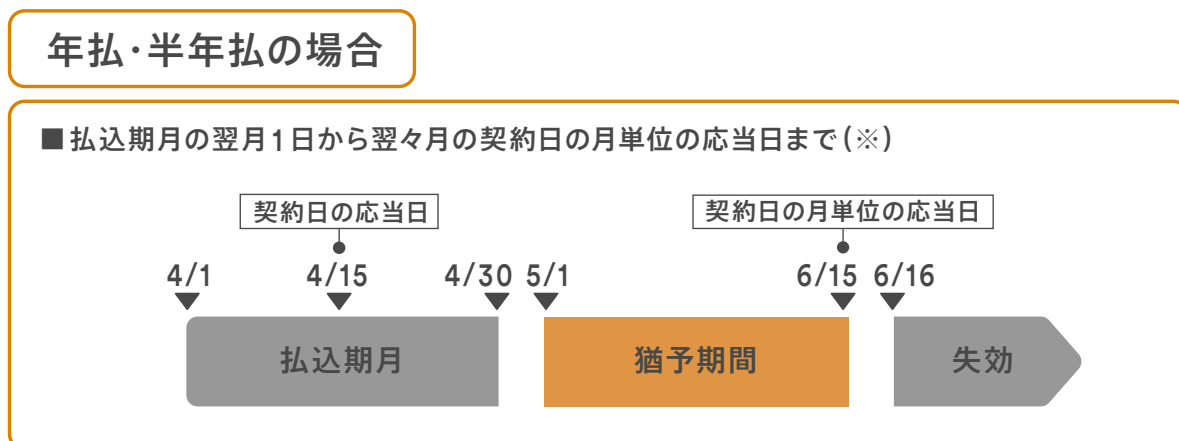 年払・半年払の場合
■払込期月の翌月1日から翌々月の契約日の月単位の応当日まで(※)
契約日の応当日 契約日の月単位の応当日
4/1 4/15 4/30 5/1 6/15 6/16
払込期月 猶予期間 失効